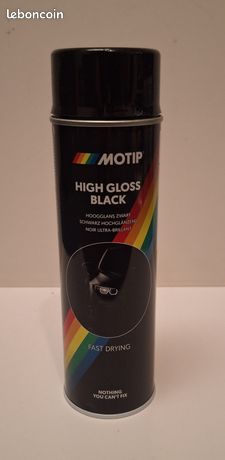 leboncoin
MOTIP
HIGH GLOSS
BLACK
HOOGGLANS ZWART
SCHWARZ HOCHGLÄNZEND
NOIR ULTRA-BRILLANT
FAST DRYING
NOTHING
YOU CAN'T FIX